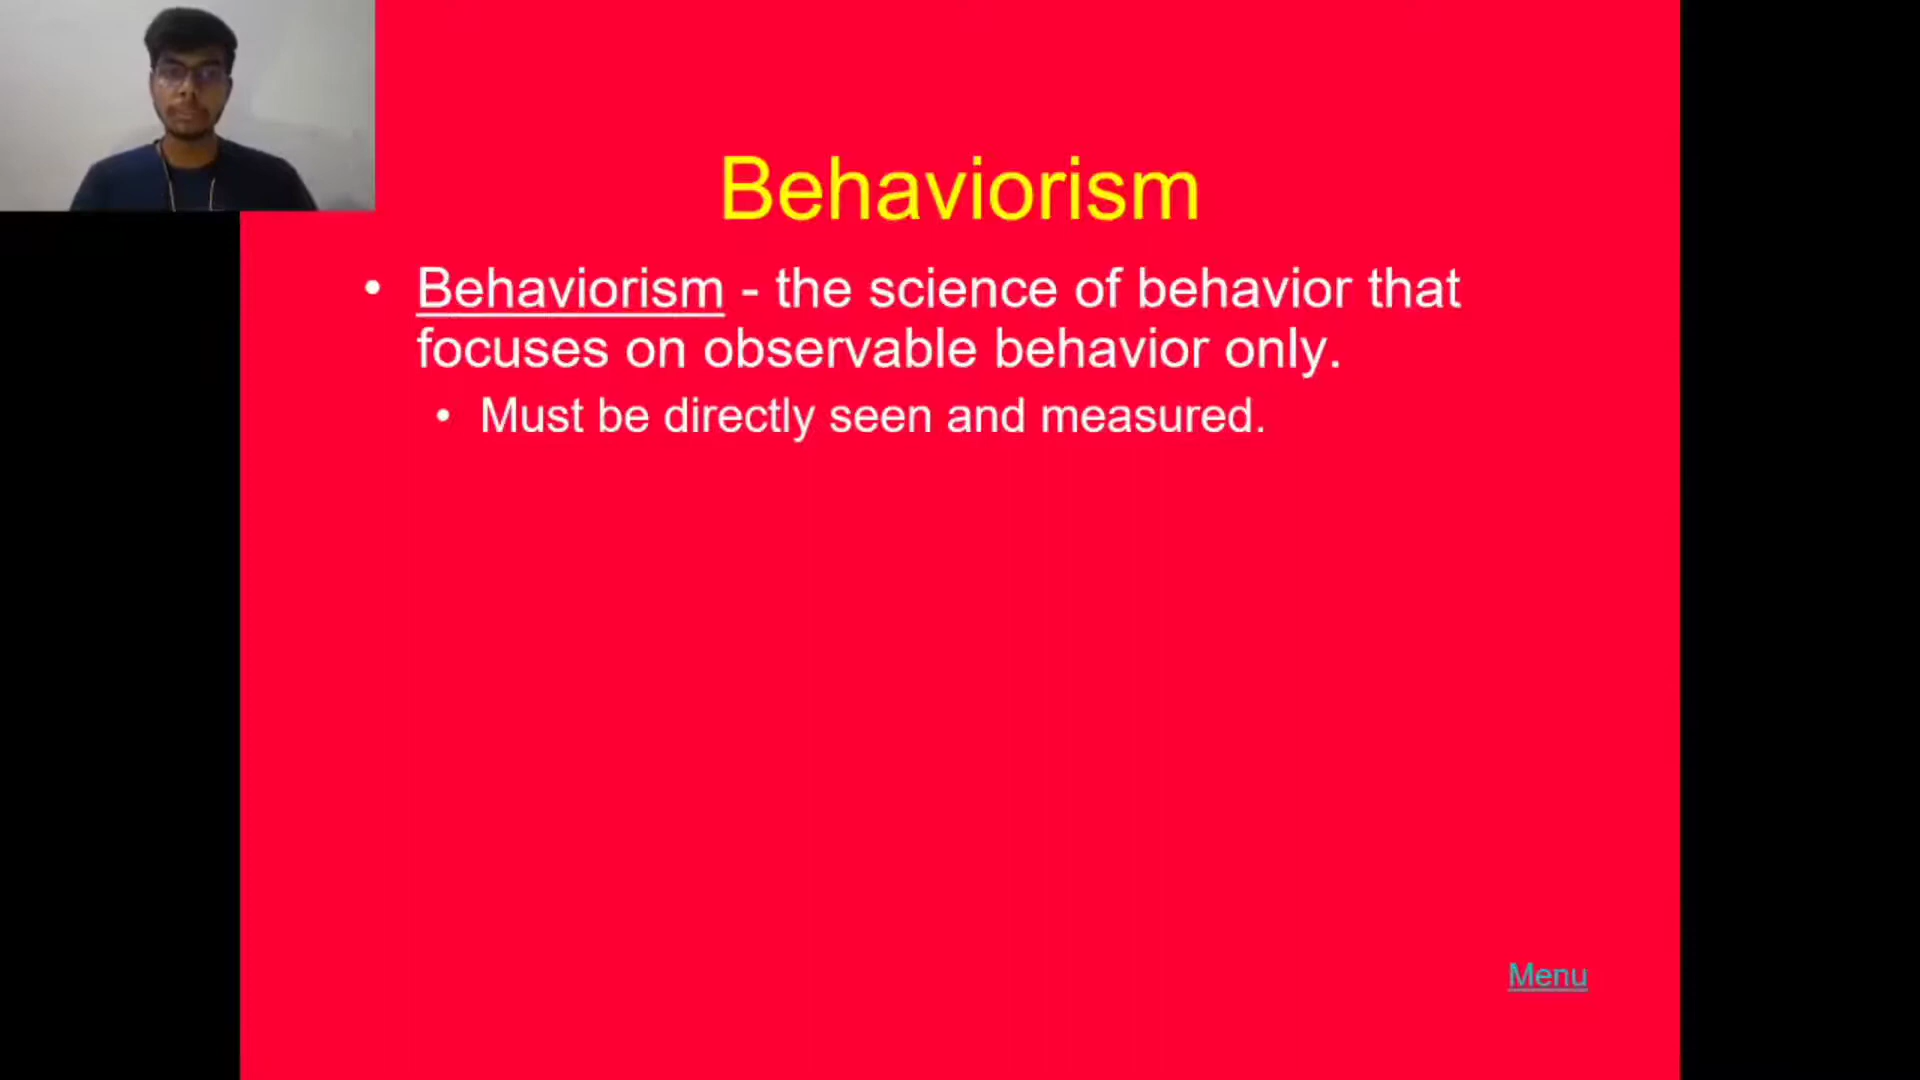 Behaviorism
• Behaviorism - the science of behavior that
focuses on observable behavior only.
• Must be directly seen and measured.
Menu